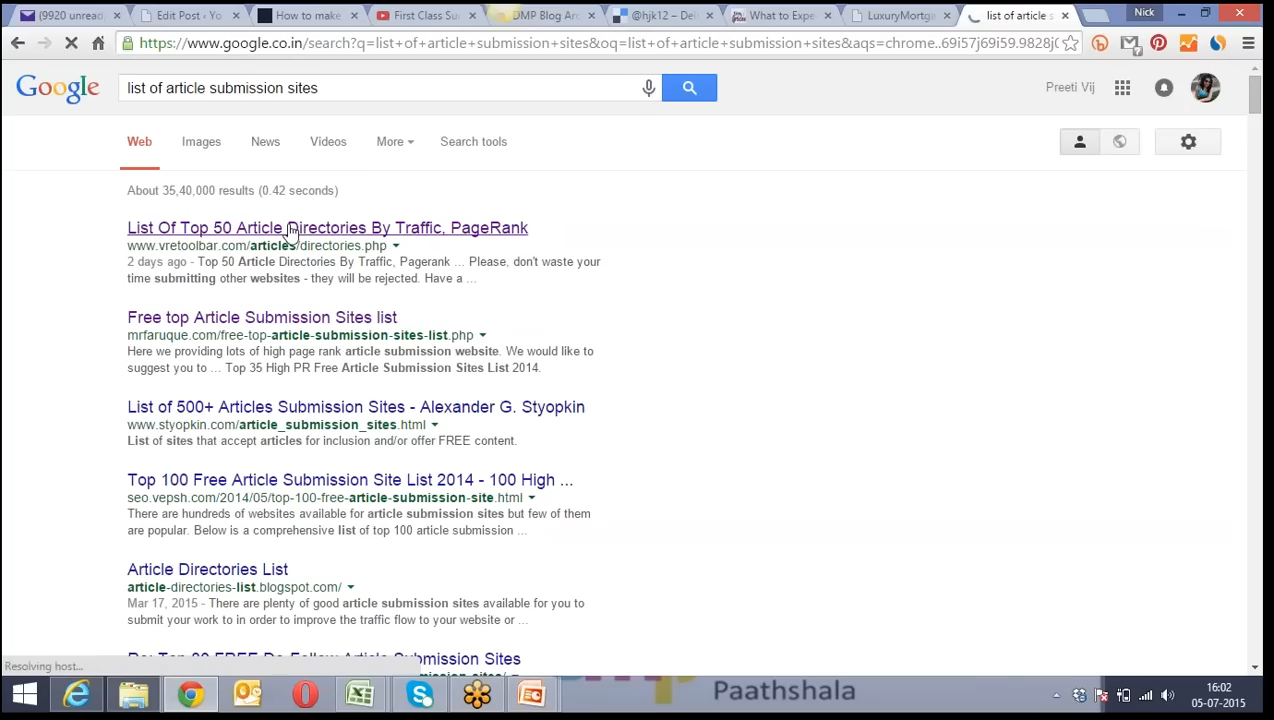 (9920 unrea
Edit Post ‹ Yo
How to make
First Class Su
DMP Blog Arc
@hjk12 – Del
What to Expe
LuxuryMortga
list of article s
Nick
https://www.google.co.in/search?q=list+of+article+submission+sites&oq=list+of+article+submission+sites&aqs=chrome..69i57j69i59.9828j0
Google
list of article submission sites
Preeti Vij
Web
Images
News
Videos
More
Search tools
About 35,40,000 results (0.42 seconds)
List Of Top 50 Article Directories By Traffic, PageRank
www.vretoolbar.com/articles/directories.php
2 days ago - Top 50 Article Directories By Traffic, Pagerank ... Please, don't waste your
time submitting other websites - they will be rejected. Have a ...
Free top Article Submission Sites list
mrfaruque.com/free-top-article-submission-sites-list.php
Here we providing lots of high page rank article submission website. We would like to
suggest you to ... Top 35 High PR Free Article Submission Sites List 2014.
List of 500+ Articles Submission Sites - Alexander G. Styopkin
www.styopkin.com/article_submission_sites.html
List of sites that accept articles for inclusion and/or offer FREE content.
Top 100 Free Article Submission Site List 2014 - 100 High ...
seo.vepsh.com/2014/05/top-100-free-article-submission-site.html
There are hundreds of websites available for article submission sites but few of them
are popular. Below is a comprehensive list of top 100 article submission ...
Article Directories List
article-directories-list.blogspot.com/
Mar 17, 2015 - There are plenty of good article submission sites available for you to
submit your work to in order to improve the traffic flow to your website or ...
Submission Sites
Resolving host...
Paathshala
16:02
05-07-2015